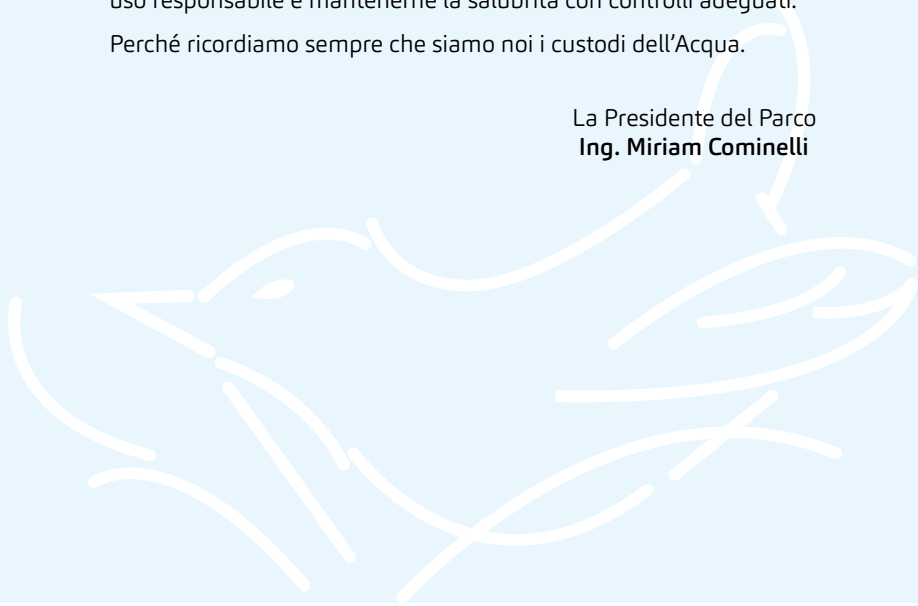 uso responsabile e mantenerne la salubrità con controlli adeguati.
Perché ricordiamo sempre che siamo noi i custodi dell’Acqua.
La Presidente del Parco
Ing. Miriam Cominelli